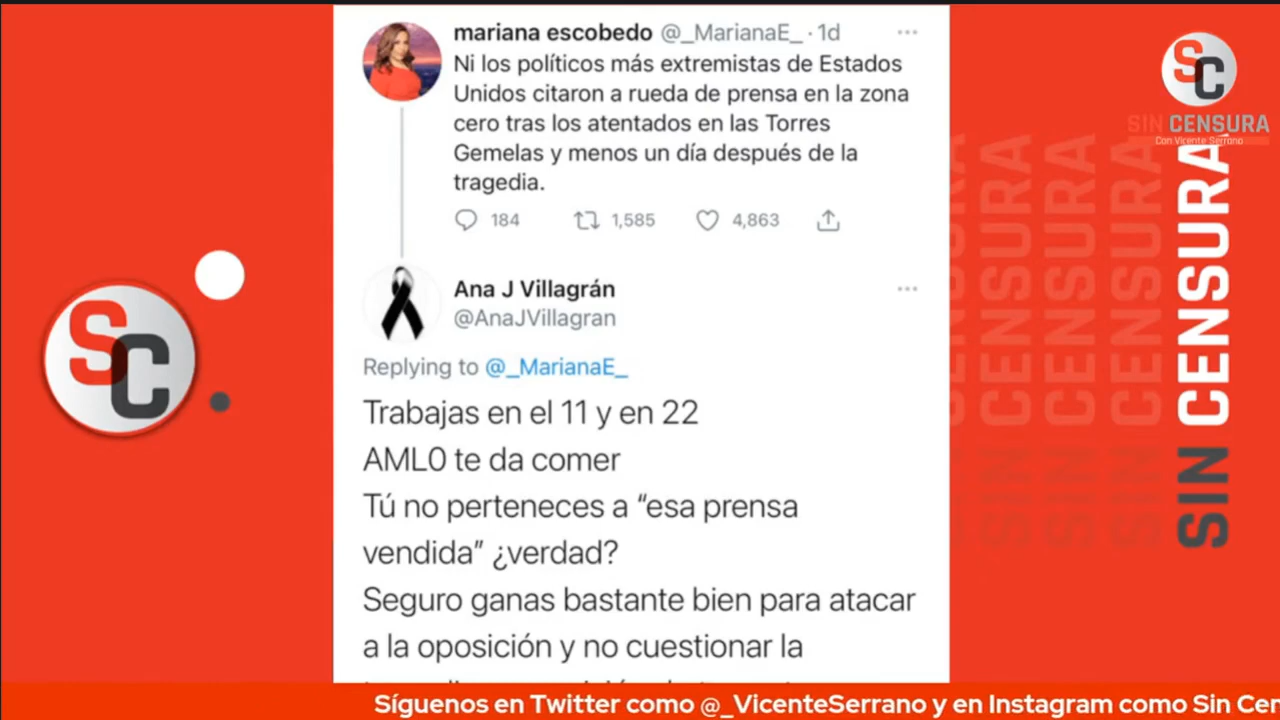 mariana escobedo @_MarianaE_ · 1d
Ni los políticos más extremistas de Estados
Unidos citaron a rueda de prensa en la zona
cero tras los atentados en las Torres
Gemelas y menos un día después de la
tragedia.
184 1,585 4,863
Ana J Villagrán
@AnaJVillagran
Replying to @_MarianaE_
Trabajas en el 11 y en 22
AML0 te da comer
Tú no perteneces a “esa prensa
vendida” ¿verdad?
Seguro ganas bastante bien para atacar
a la oposición y no cuestionar la
SC
SC
SIN CENSURA
Con Vicente Serrano
SIN CENSURA
Síguenos en Twitter como @_VicenteSerrano y en Instagram como Sin Cen